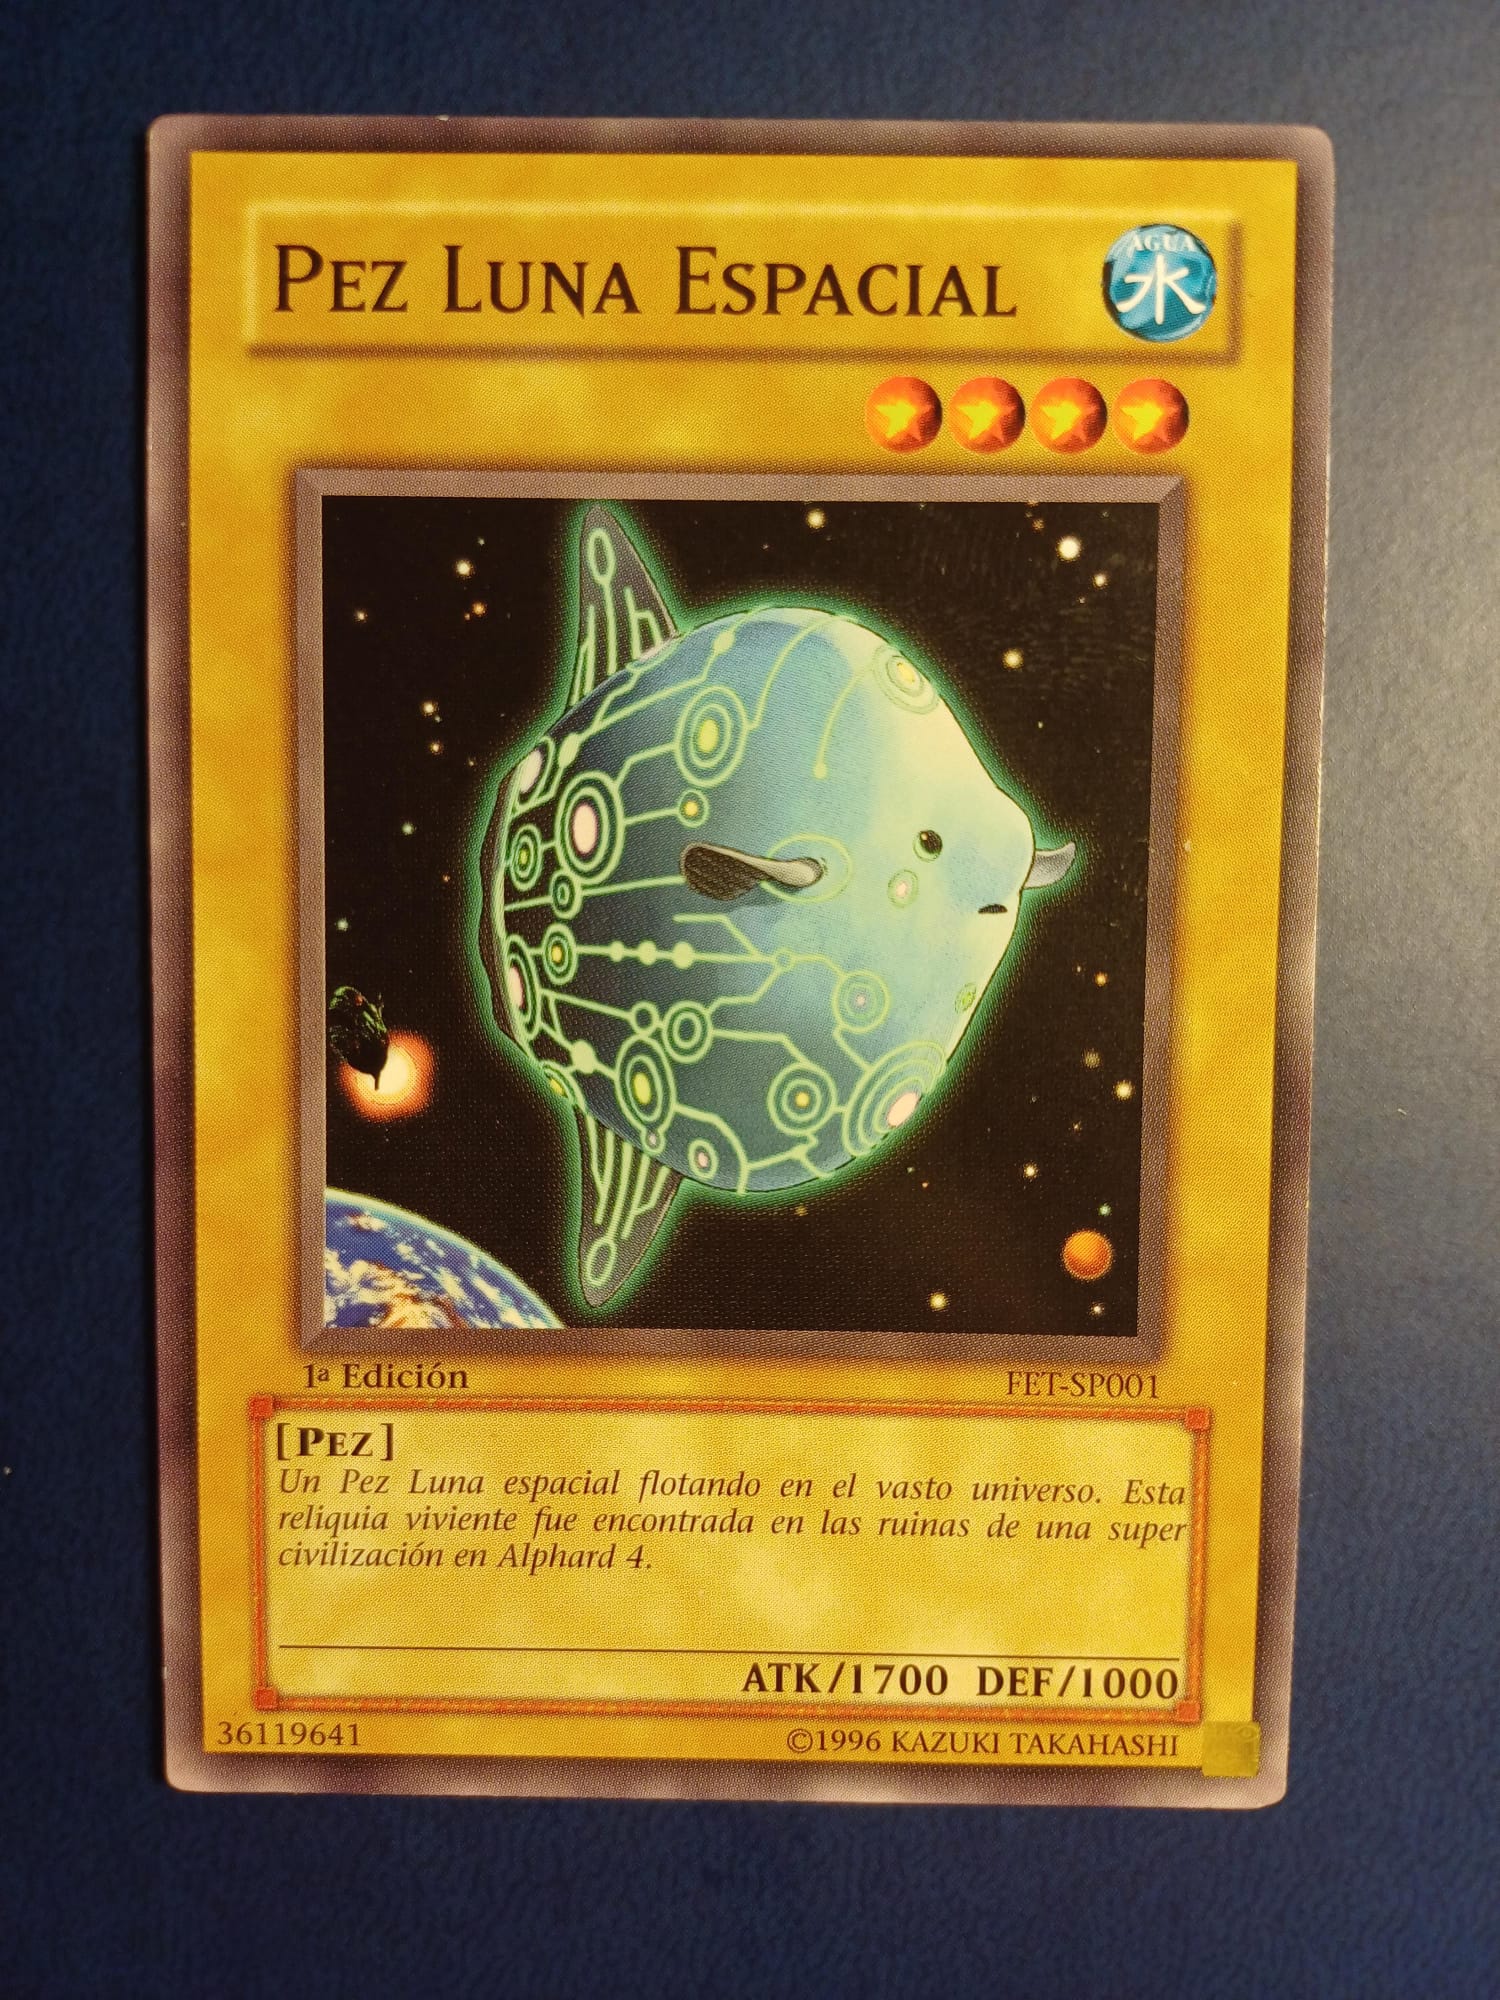 PEZ LUNA ESPACIAL
AGUA
水
1ª Edición
FET-SP001
[PEZ]
Un Pez Luna espacial flotando en el vasto universo. Esta
reliquia viviente fue encontrada en las ruinas de una super
civilización en Alphard 4.
ATK/1700 DEF/1000
36119641
©1996 KAZUKI TAKAHASHI